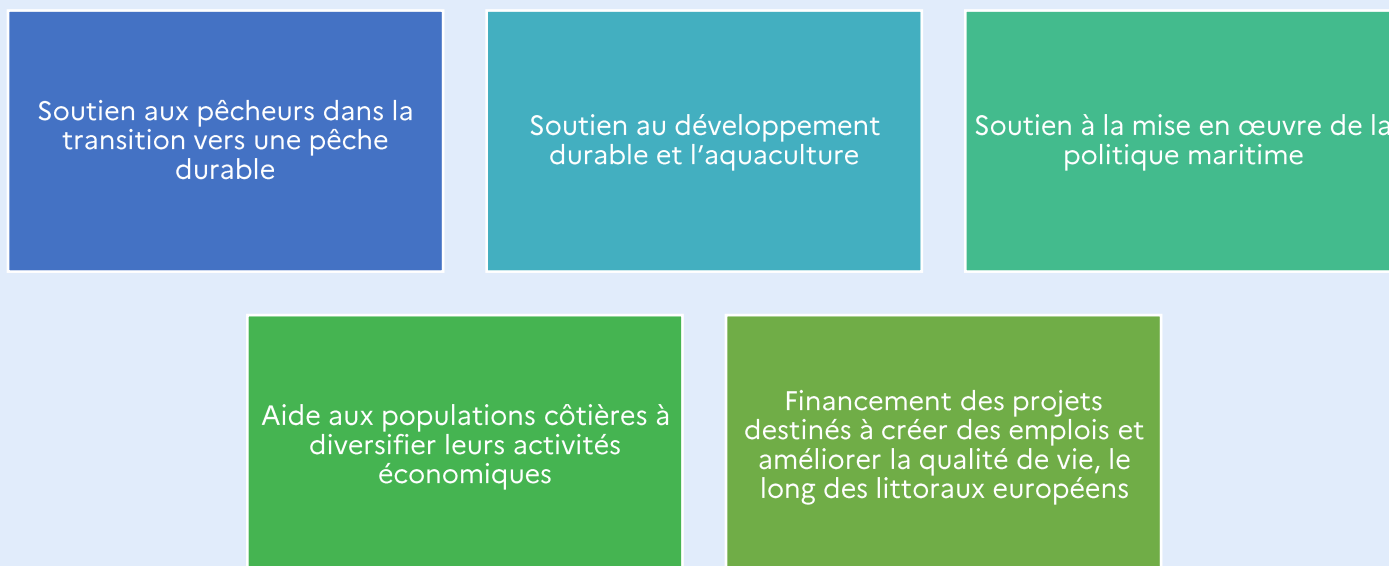 Soutien aux pêcheurs dans la
transition vers une pêche
durable
Soutien au développement
durable et l’aquaculture
Soutien à la mise en œuvre de la
politique maritime
Aide aux populations côtières à
diversifier leurs activités
économiques
Financement des projets
destinés à créer des emplois et
améliorer la qualité de vie, le
long des littoraux européens